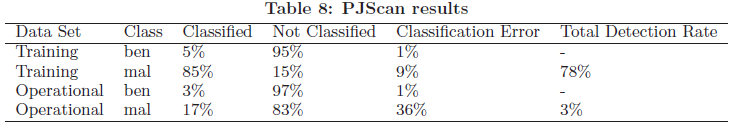 Table 8: PJScan results
Data Set Class Classified Not Classified Classification Error Total Detection Rate
Training ben 5% 95% 1% -
Training mal 85% 15% 9% 78%
Operational ben 3% 97% 1% -
Operational mal 17% 83% 36% 3%